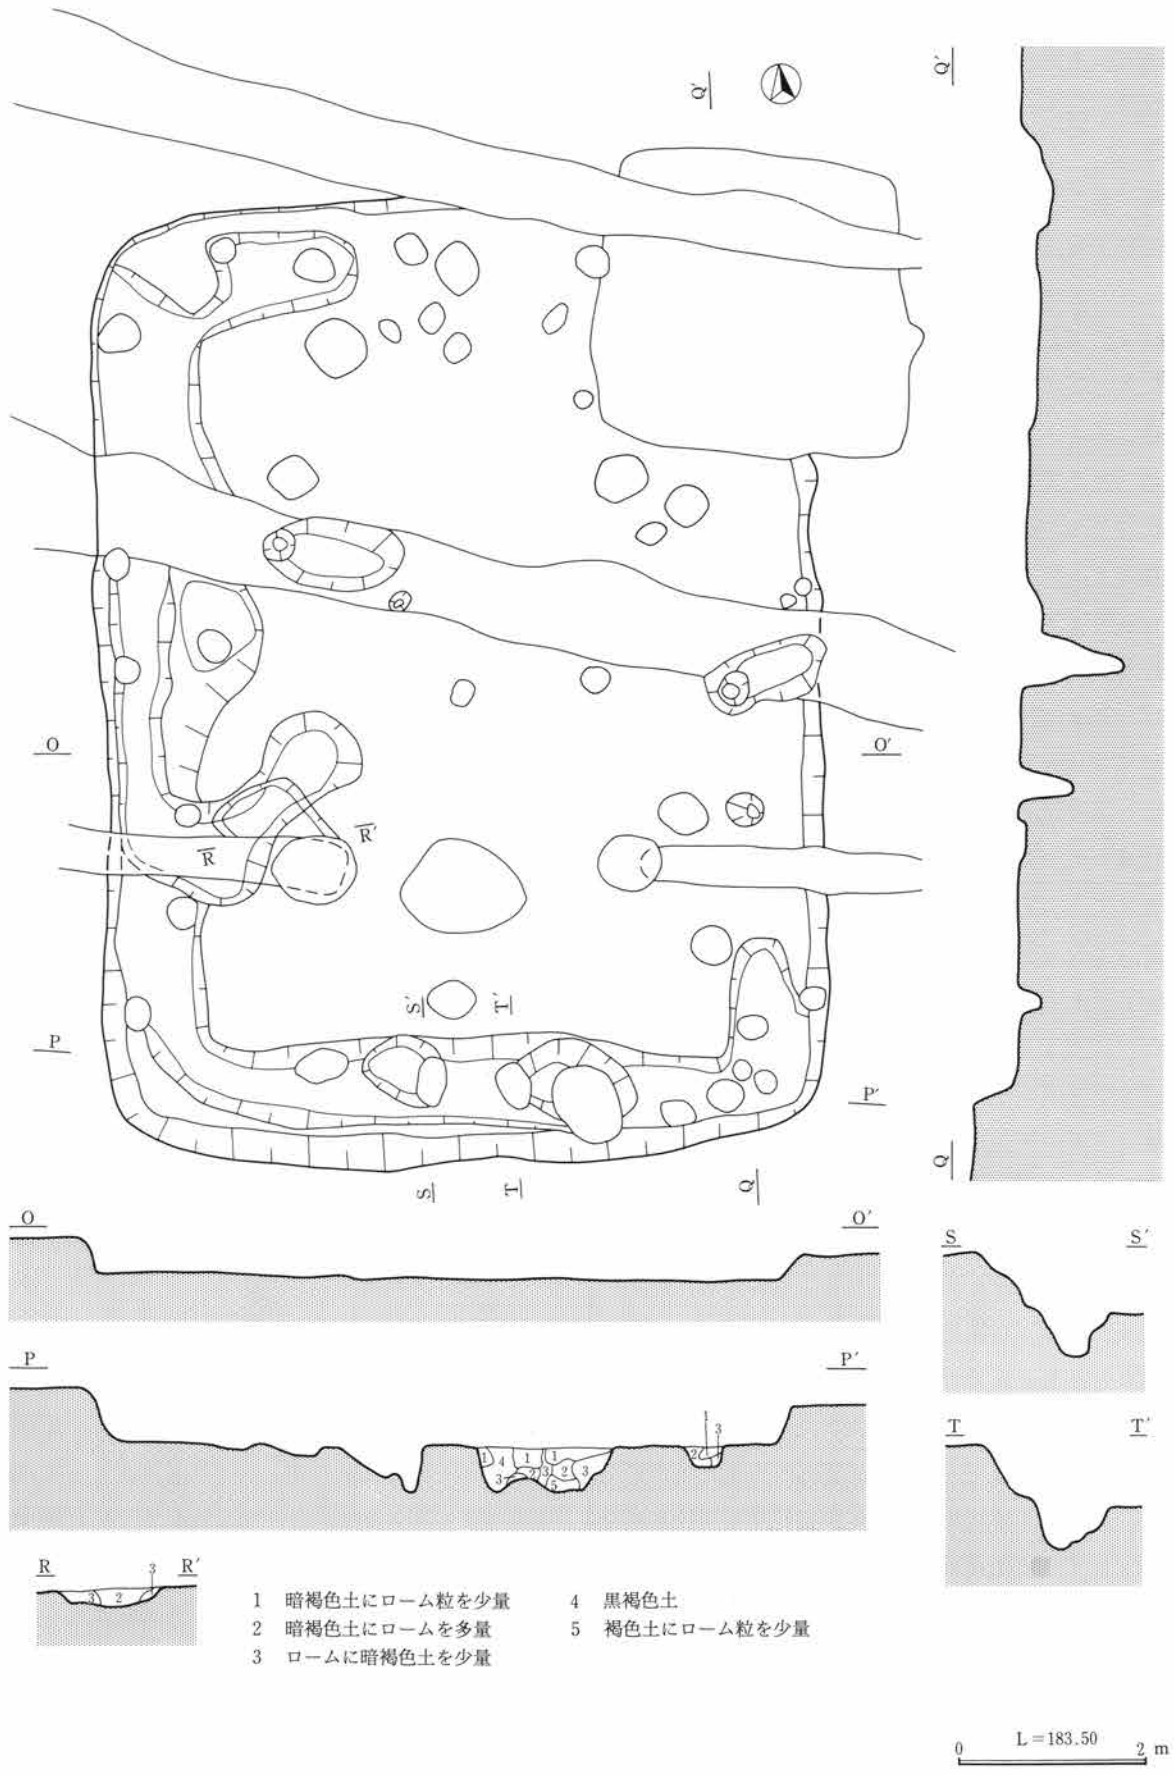 Q′
Q′
O
O′
R
R′
S′
T′
P
P′
S
T
Q
Q
O
O′
S
S′
P
P′
1
3
2
1
4
1
1
3
2
3
2
3
5
T
T′
R
3
R′
3
2
1 暗褐色土にローム粒を少量
2 暗褐色土にロームを多量
3 ロームに暗褐色土を少量
4 黒褐色土
5 褐色土にローム粒を少量
L＝183.50
0
2 m